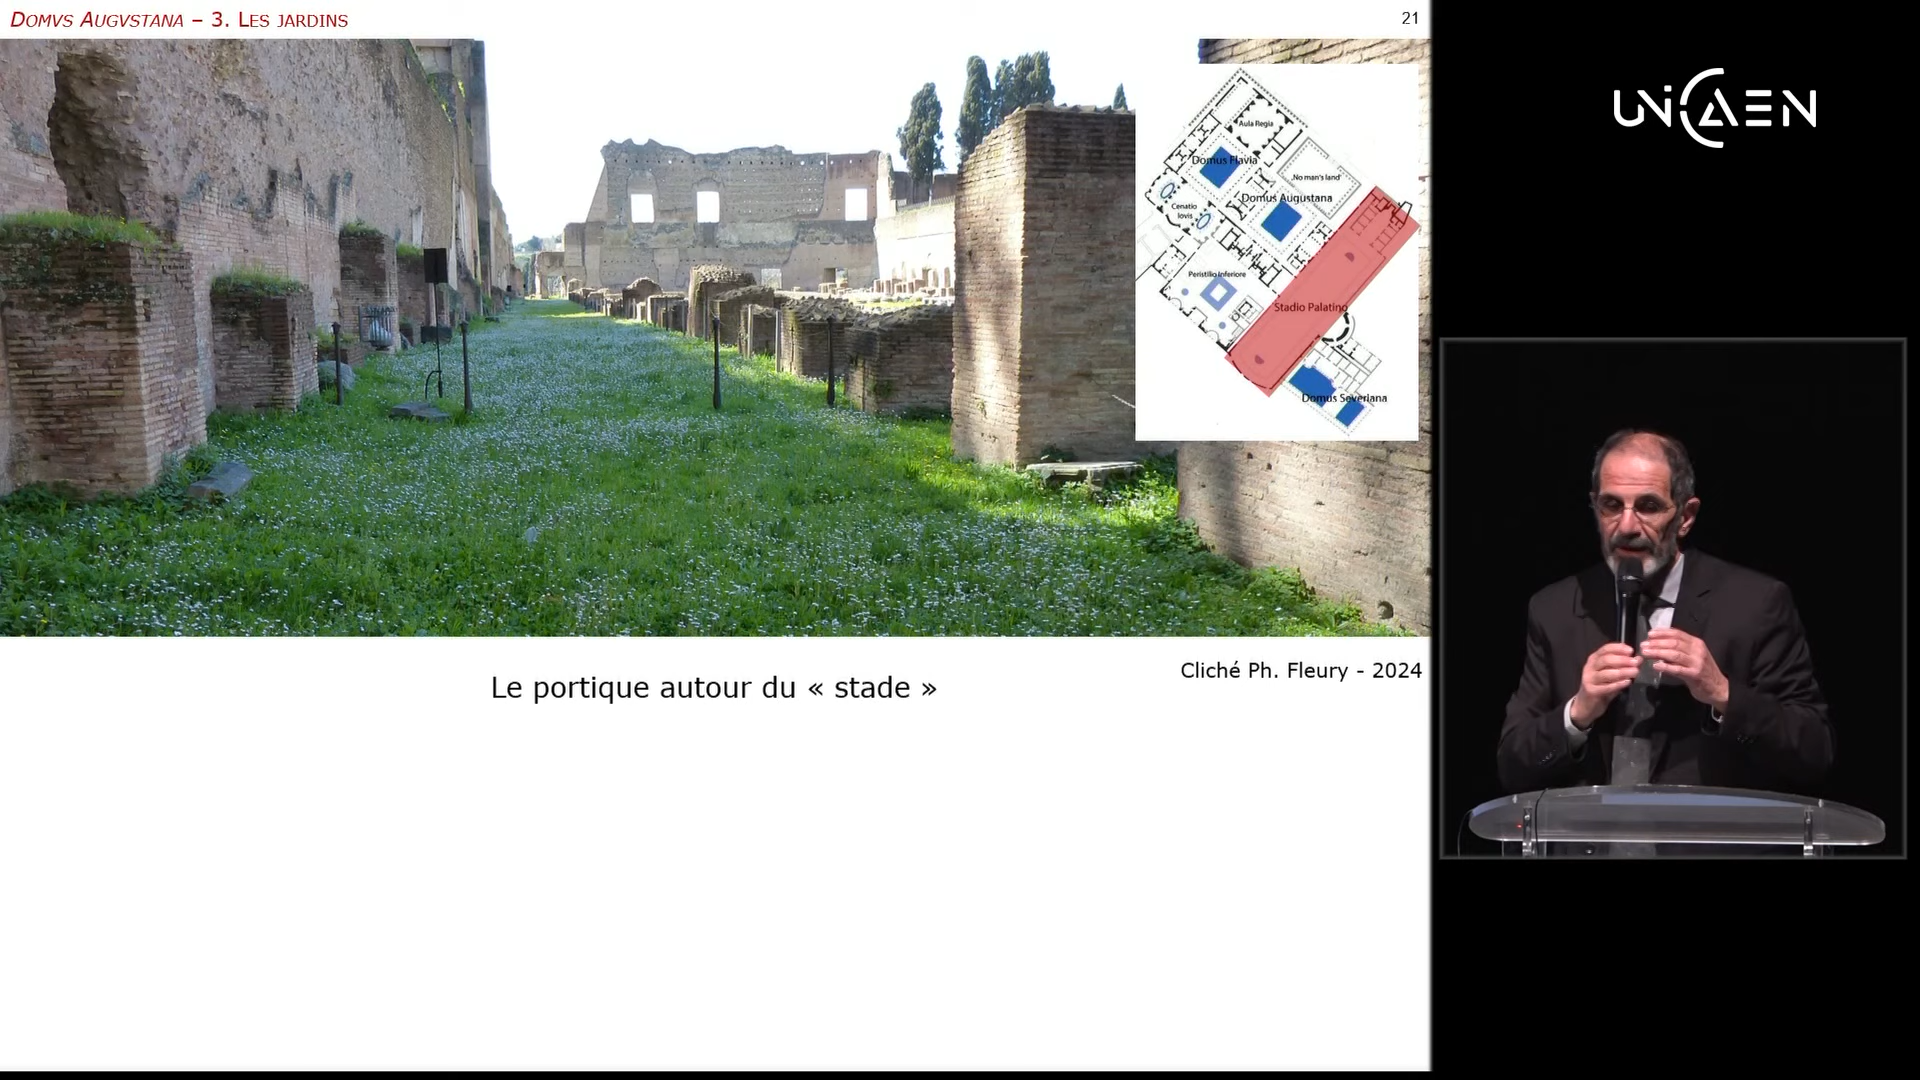 DOMVS AUGVSTANA – 3. LES JARDINS
21
UNICAEN
Aula Regia
Domus Flavia
No man's land
Domus Augustana
Cenatio
Iovis
Peristilio Inferiore
Stadio Palatino
Domus Severiana
Cliché Ph. Fleury - 2024
Le portique autour du « stade »